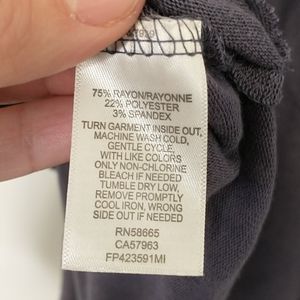 75% RAYON/RAYONNE
22% POLYESTER
3% SPANDEX
TURN GARMENT INSIDE OUT,
MACHINE WASH COLD,
GENTLE CYCLE,
WITH LIKE COLORS
ONLY NON-CHLORINE
BLEACH IF NEEDED
TUMBLE DRY LOW,
REMOVE PROMPTLY
COOL IRON, WRONG
SIDE OUT IF NEEDED
RN58665
CA57963
FP423591MI